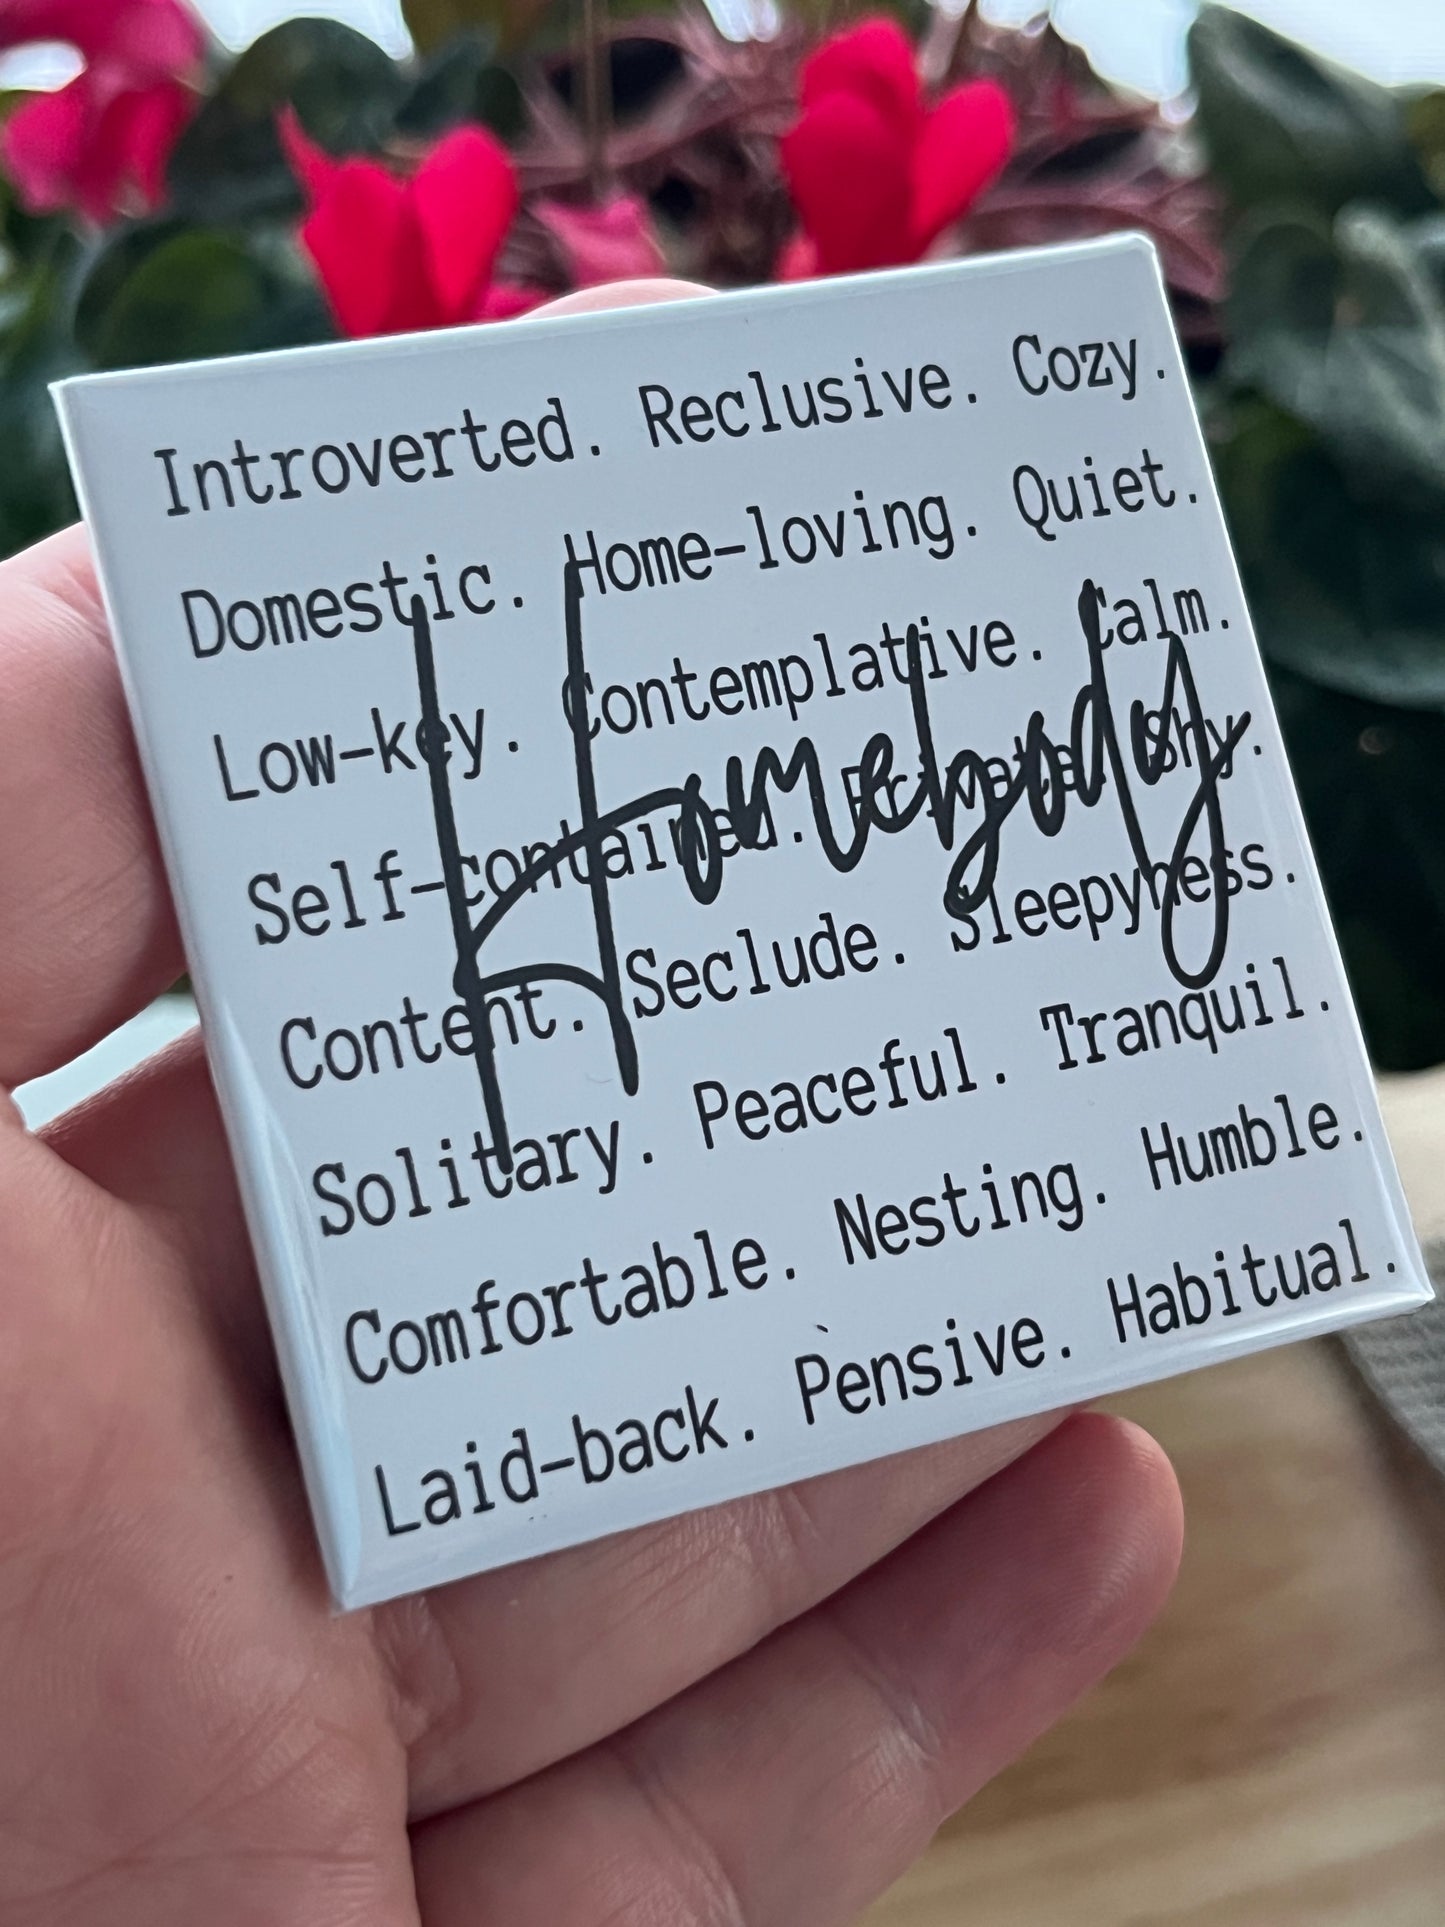 Introverted. Reclusive. Cozy.
Domestic. Home-loving. Quiet.
Low-key. Contemplative. Calm.
Self-contained. Private. Shy.
Homebody
Content. Seclude. Sleepyness.
Solitary. Peaceful. Tranquil.
Comfortable. Nesting. Humble.
Laid-back. Pensive. Habitual.